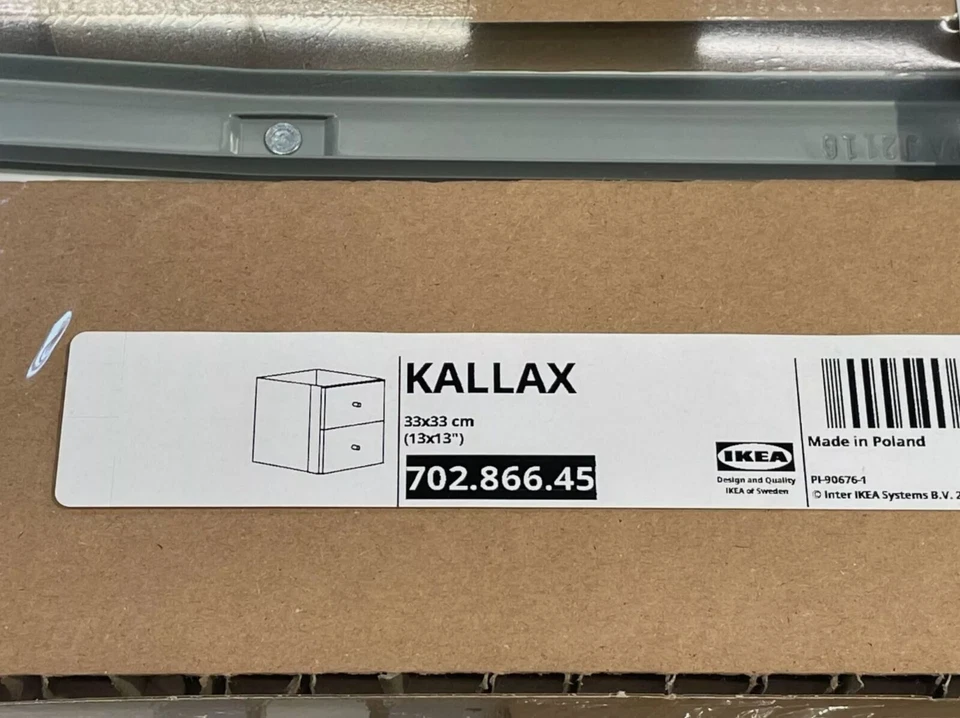 KALLAX
33x33 cm
(13x13")
702.866.45
IKEA
Design and Quality
IKEA of Sweden
Made in Poland
PI-90676-1
© Inter IKEA Systems B.V. 2